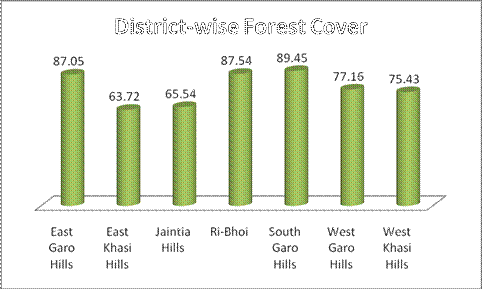 District-wise Forest Cover
87.05 63.72 65.54 87.54 89.45 77.16 75.43
East Garo Hills
East Khasi Hills
Jaintia Hills
Ri-Bhoi
South Garo Hills
West Garo Hills
West Khasi Hills